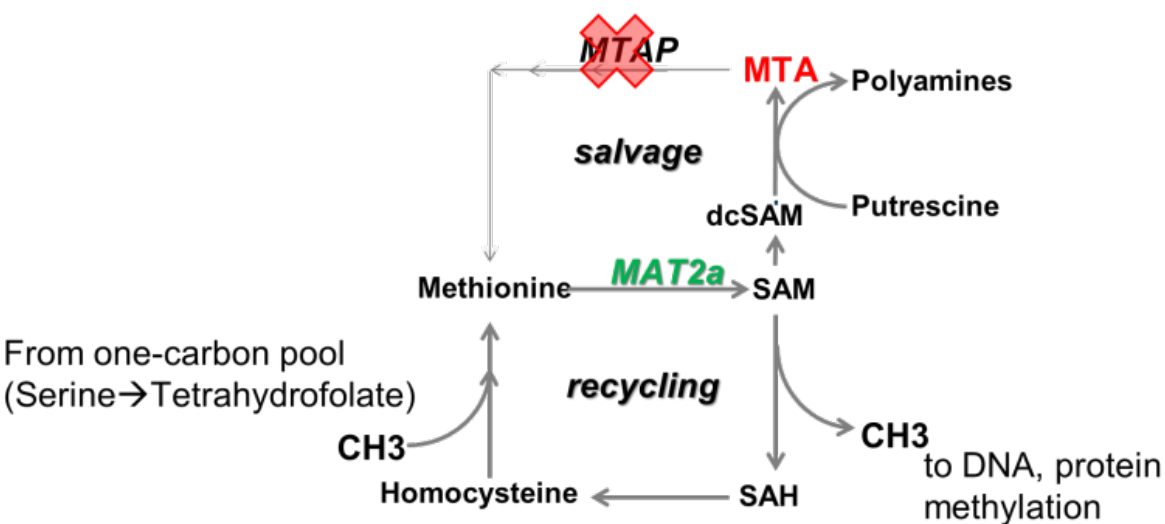 MTAP
MTA
Polyamines
salvage
dcSAM
Putrescine
Methionine
MAT2a
SAM
From one-carbon pool
(Serine→Tetrahydrofolate)
recycling
CH3
CH3
to DNA, protein
methylation
Homocysteine
SAH